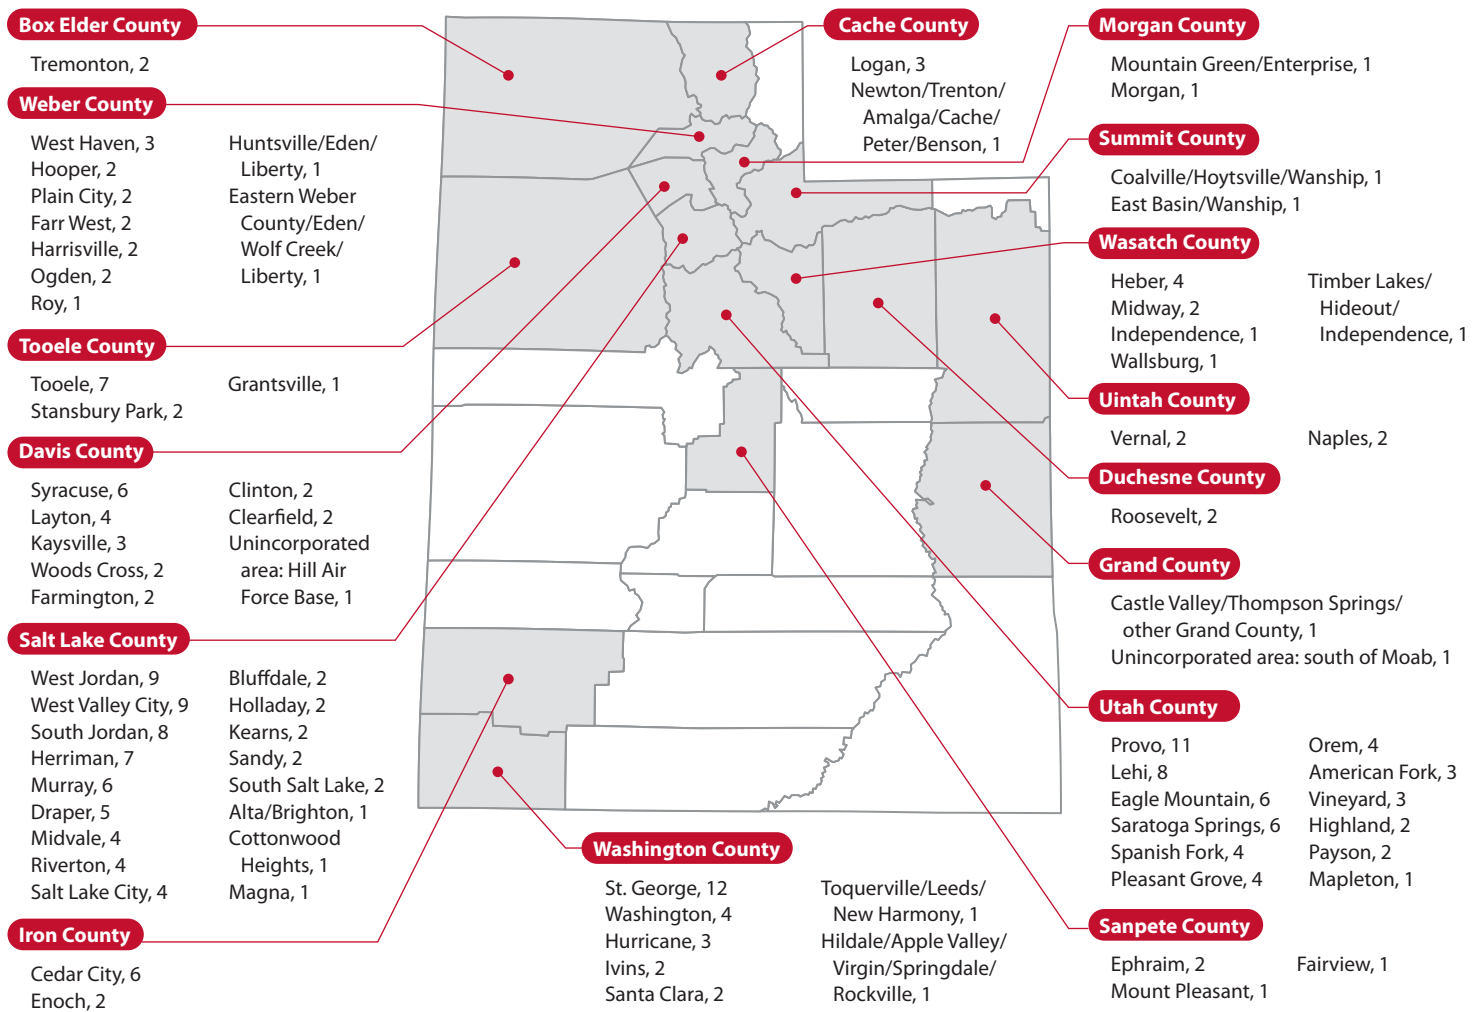 Box Elder County
Tremonton, 2
Weber County
West Haven, 3
Hooper, 2
Plain City, 2
Farr West, 2
Harrisville, 2
Ogden, 2
Roy, 1
Huntsville/Eden/
Liberty, 1
Eastern Weber
County/Eden/
Wolf Creek/
Liberty, 1
Tooele County
Tooele, 7
Stansbury Park, 2
Grantsville, 1
Davis County
Syracuse, 6
Layton, 4
Kaysville, 3
Woods Cross, 2
Farmington, 2
Clinton, 2
Clearfield, 2
Unincorporated
area: Hill Air
Force Base, 1
Salt Lake County
West Jordan, 9
West Valley City, 9
South Jordan, 8
Herriman, 7
Murray, 6
Draper, 5
Midvale, 4
Riverton, 4
Salt Lake City, 4
Bluffdale, 2
Holladay, 2
Kearns, 2
Sandy, 2
South Salt Lake, 2
Alta/Brighton, 1
Cottonwood
Heights, 1
Magna, 1
Iron County
Cedar City, 6
Enoch, 2
Cache County
Logan, 3
Newton/Trenton/
Amalga/Cache/
Peter/Benson, 1
Washington County
St. George, 12
Washington, 4
Hurricane, 3
Ivins, 2
Santa Clara, 2
Toquerville/Leeds/
New Harmony, 1
Hildale/Apple Valley/
Virgin/Springdale/
Rockville, 1
Morgan County
Mountain Green/Enterprise, 1
Morgan, 1
Summit County
Coalville/Hoytsville/Wanship, 1
East Basin/Wanship, 1
Wasatch County
Heber, 4
Midway, 2
Independence, 1
Wallsburg, 1
Timber Lakes/
Hideout/
Independence, 1
Uintah County
Vernal, 2
Naples, 2
Duchesne County
Roosevelt, 2
Grand County
Castle Valley/Thompson Springs/
other Grand County, 1
Unincorporated area: south of Moab, 1
Utah County
Provo, 11
Lehi, 8
Eagle Mountain, 6
Saratoga Springs, 6
Spanish Fork, 4
Pleasant Grove, 4
Orem, 4
American Fork, 3
Vineyard, 3
Highland, 2
Payson, 2
Mapleton, 1
Sanpete County
Ephraim, 2
Mount Pleasant, 1
Fairview, 1